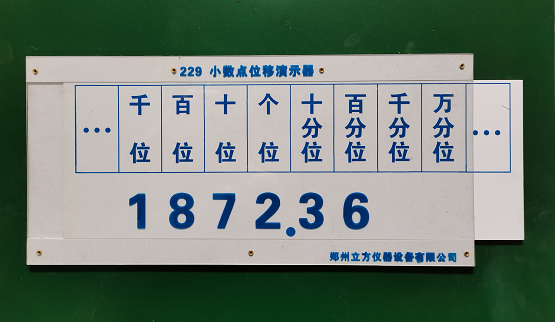 229 小数点位移演示器
... 千位 百位 十位 个位 十分位 百分位 千分位 万分位 ...
1872.36
郑州立方仪器设备有限公司